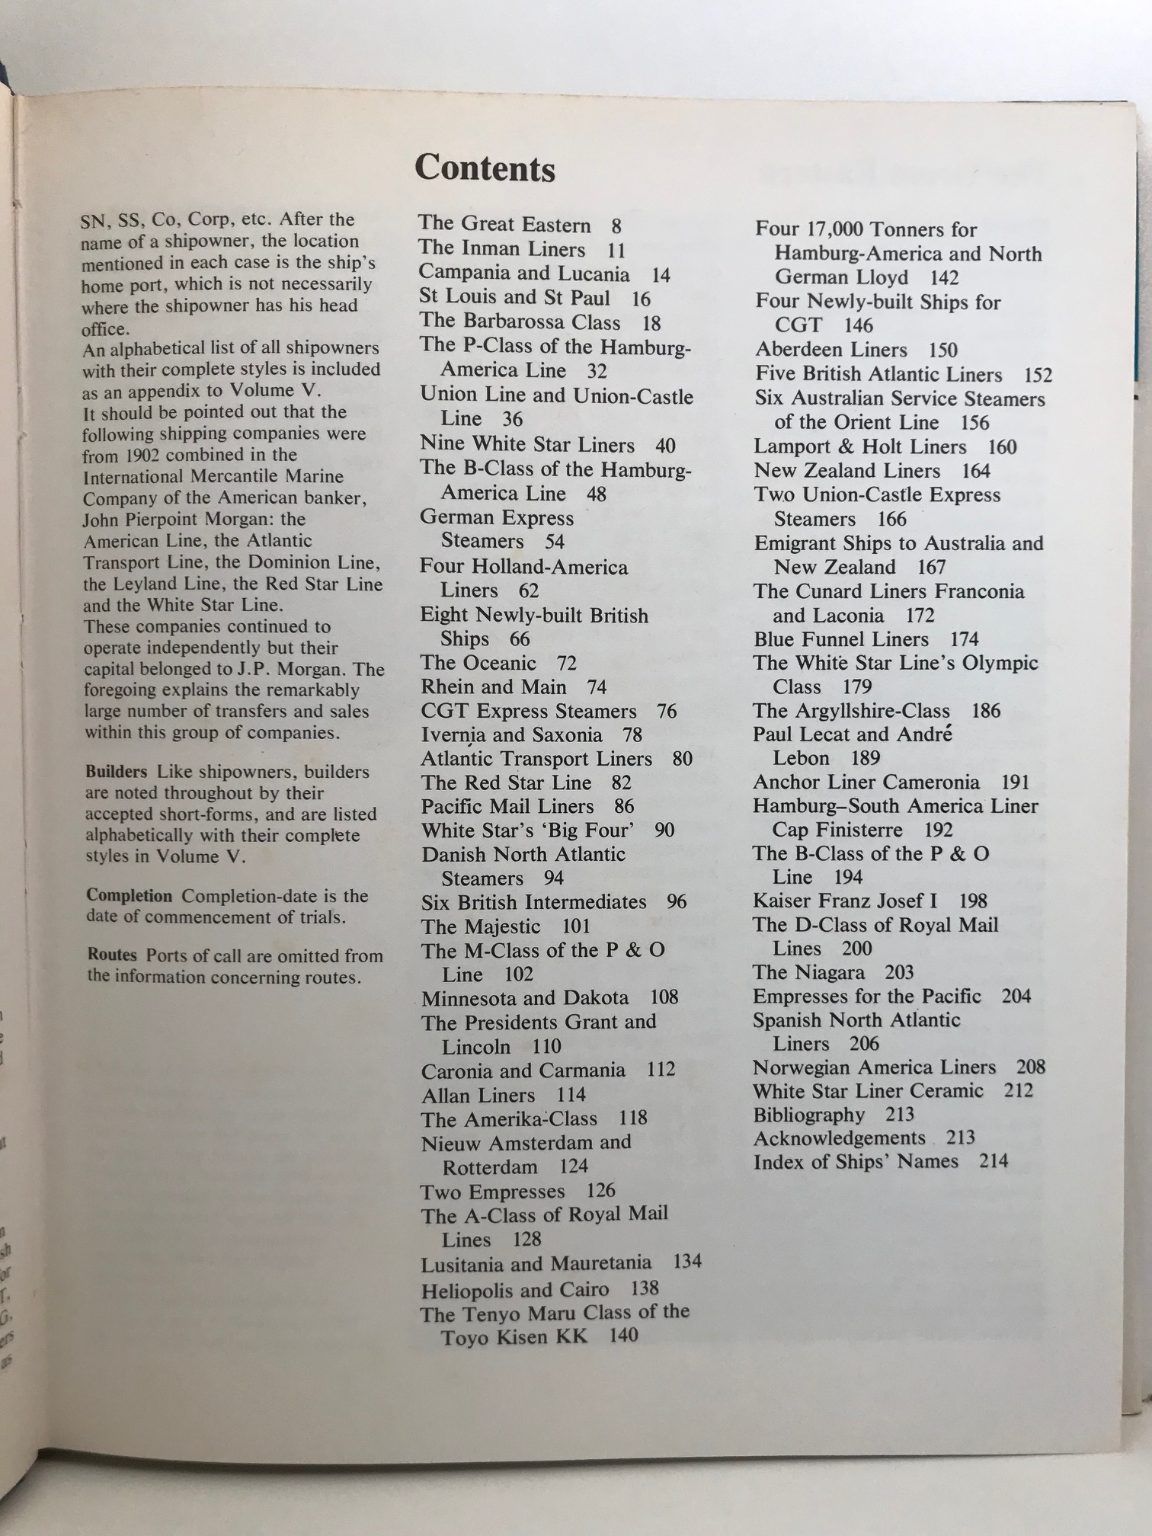 Contents
SN, SS, Co, Corp, etc. After the
name of a shipowner, the location
mentioned in each case is the ship's
home port, which is not necessarily
where the shipowner has his head
office.
An alphabetical list of all shipowners
with their complete styles is included
as an appendix to Volume V.
It should be pointed out that the
following shipping companies were
from 1902 combined in the
International Mercantile Marine
Company of the American banker,
John Pierpoint Morgan: the
American Line, the Atlantic
Transport Line, the Dominion Line,
the Leyland Line, the Red Star Line
and the White Star Line.
These companies continued to
operate independently but their
capital belonged to J.P. Morgan. The
foregoing explains the remarkably
large number of transfers and sales
within this group of companies.
Builders Like shipowners, builders
are noted throughout by their
accepted short-forms, and are listed
alphabetically with their complete
styles in Volume V.
Completion Completion-date is the
date of commencement of trials.
Routes Ports of call are omitted from
the information concerning routes.
The Great Eastern 8
The Inman Liners 11
Campania and Lucania 14
St Louis and St Paul 16
The Barbarossa Class 18
The P-Class of the Hamburg-
America Line 32
Union Line and Union-Castle
Line 36
Nine White Star Liners 40
The B-Class of the Hamburg-
America Line 48
German Express
Steamers 54
Four Holland-America
Liners 62
Eight Newly-built British
Ships 66
The Oceanic 72
Rhein and Main 74
CGT Express Steamers 76
Ivernia and Saxonia 78
Atlantic Transport Liners 80
The Red Star Line 82
Pacific Mail Liners 86
White Star's 'Big Four' 90
Danish North Atlantic
Steamers 94
Six British Intermediates 96
The Majestic 101
The M-Class of the P & O
Line 102
Minnesota and Dakota 108
The Presidents Grant and
Lincoln 110
Caronia and Carmania 112
Allan Liners 114
The Amerika-Class 118
Nieuw Amsterdam and
Rotterdam 124
Two Empresses 126
The A-Class of Royal Mail
Lines 128
Lusitania and Mauretania 134
Heliopolis and Cairo 138
The Tenyo Maru Class of the
Toyo Kisen KK 140
Four 17,000 Tonners for
Hamburg-America and North
German Lloyd 142
Four Newly-built Ships for
CGT 146
Aberdeen Liners 150
Five British Atlantic Liners 152
Six Australian Service Steamers
of the Orient Line 156
Lamport & Holt Liners 160
New Zealand Liners 164
Two Union-Castle Express
Steamers 166
Emigrant Ships to Australia and
New Zealand 167
The Cunard Liners Franconia
and Laconia 172
Blue Funnel Liners 174
The White Star Line's Olympic
Class 179
The Argyllshire-Class 186
Paul Lecat and André
Lebon 189
Anchor Liner Cameronia 191
Hamburg–South America Liner
Cap Finisterre 192
The B-Class of the P & O
Line 194
Kaiser Franz Josef I 198
The D-Class of Royal Mail
Lines 200
The Niagara 203
Empresses for the Pacific 204
Spanish North Atlantic
Liners 206
Norwegian America Liners 208
White Star Liner Ceramic 212
Bibliography 213
Acknowledgements 213
Index of Ships' Names 214